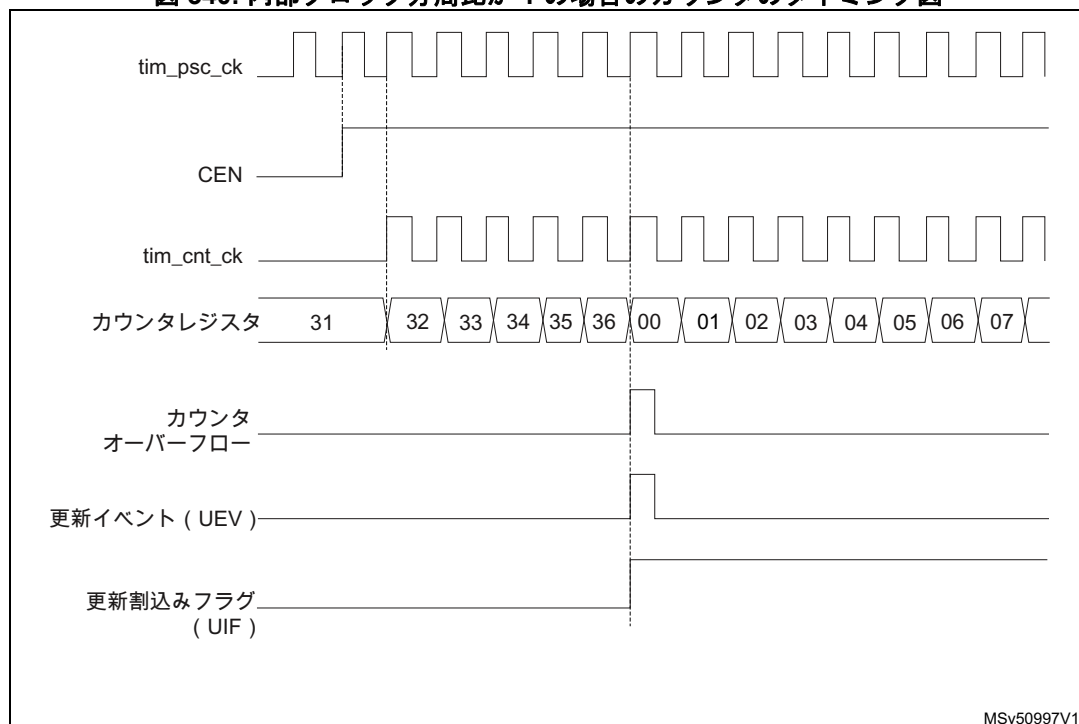 tim_psc_ck
CEN
tim_cnt_ck
カウンタレジスタ 31 32 33 34 35 36 00 01 02 03 04 05 06 07
カウンタ
オーバーフロー
更新イベント ( UEV )
更新割込みフラグ
( UIF )
MSv50997V1